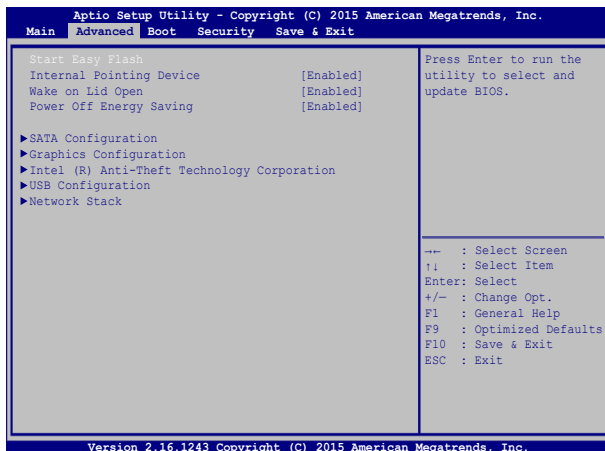 Aptio Setup Utility - Copyright (C) 2015 American Megatrends, Inc.
Main Advanced Boot Security Save & Exit
Start Easy Flash
Internal Pointing Device [Enabled]
Wake on Lid Open [Enabled]
Power Off Energy Saving [Enabled]
▶SATA Configuration
▶Graphics Configuration
▶Intel (R) Anti-Theft Technology Corporation
▶USB Configuration
▶Network Stack
Press Enter to run the
utility to select and
update BIOS.
→← : Select Screen
↑↓ : Select Item
Enter: Select
+/— : Change Opt.
F1 : General Help
F9 : Optimized Defaults
F10 : Save & Exit
ESC : Exit
Version 2.16.1243 Copyright (C) 2015 American Megatrends, Inc.